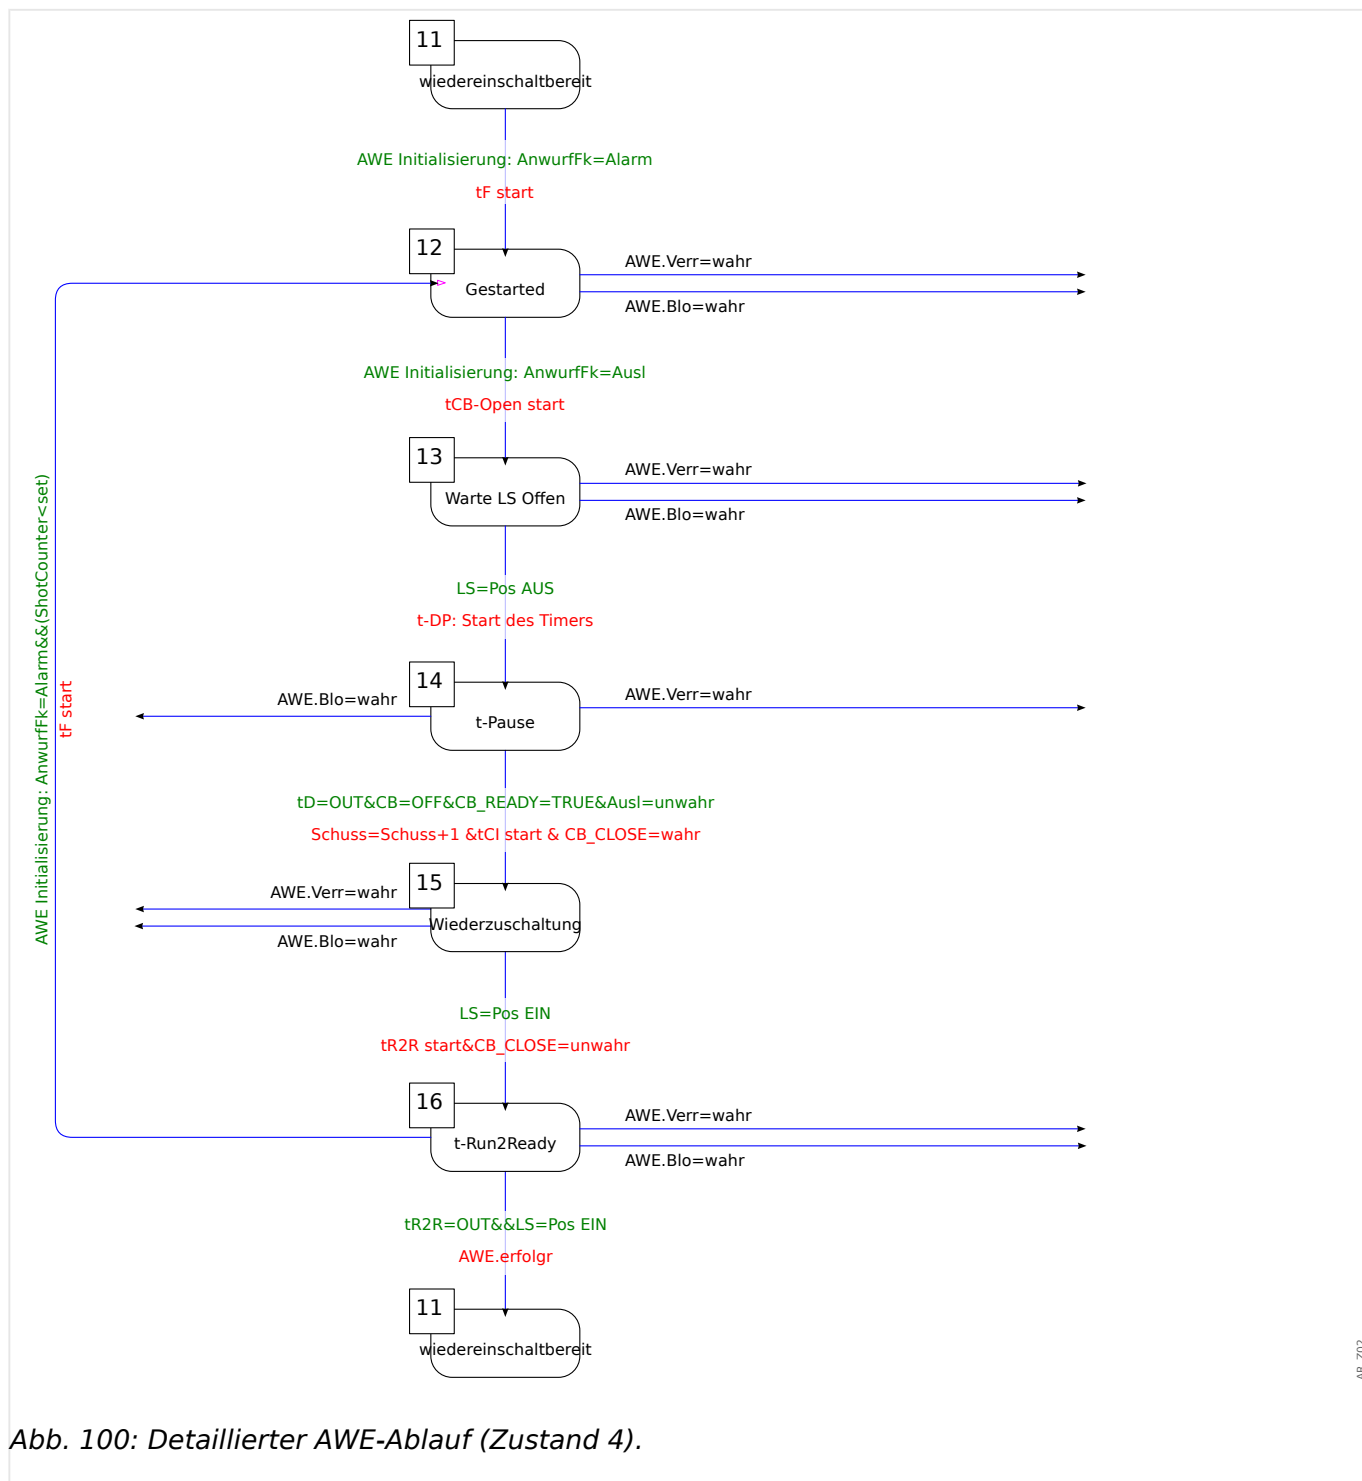 11
wiedereinschaltbereit
AWE Initialisierung: AnwurfFk=Alarm
tF start
12
Gestarted
AWE.Verr=wahr
AWE.Blo=wahr
AWE Initialisierung: AnwurfFk=Ausl
tCB-Open start
13
Warte LS Offen
AWE.Verr=wahr
AWE.Blo=wahr
AWE Initialisierung: AnwurfFk=Alarm&&(ShotCounter<set)
tF start
LS=Pos AUS
t-DP: Start des Timers
14
t-Pause
AWE.Blo=wahr
AWE.Verr=wahr
tD=OUT&CB=OFF&CB_READY=TRUE&Ausl=unwahr
Schuss=Schuss+1 &tCI start & CB_CLOSE=wahr
15
Wiederzuschaltung
AWE.Verr=wahr
AWE.Blo=wahr
LS=Pos EIN
tR2R start&CB_CLOSE=unwahr
16
t-Run2Ready
AWE.Verr=wahr
AWE.Blo=wahr
tR2R=OUT&&LS=Pos EIN
AWE.erfolgr
11
wiedereinschaltbereit
AR_Z02
Abb. 100: Detaillierter AWE-Ablauf (Zustand 4).